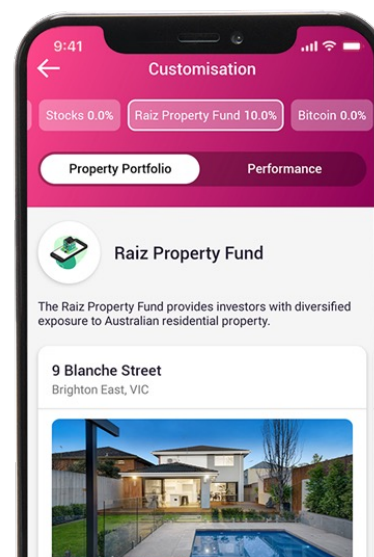 9:41
Customisation
Stocks 0.0%
Raiz Property Fund 10.0%
Bitcoin 0.0%
Property Portfolio
Performance
Raiz Property Fund
The Raiz Property Fund provides investors with diversified
exposure to Australian residential property.
9 Blanche Street
Brighton East, VIC